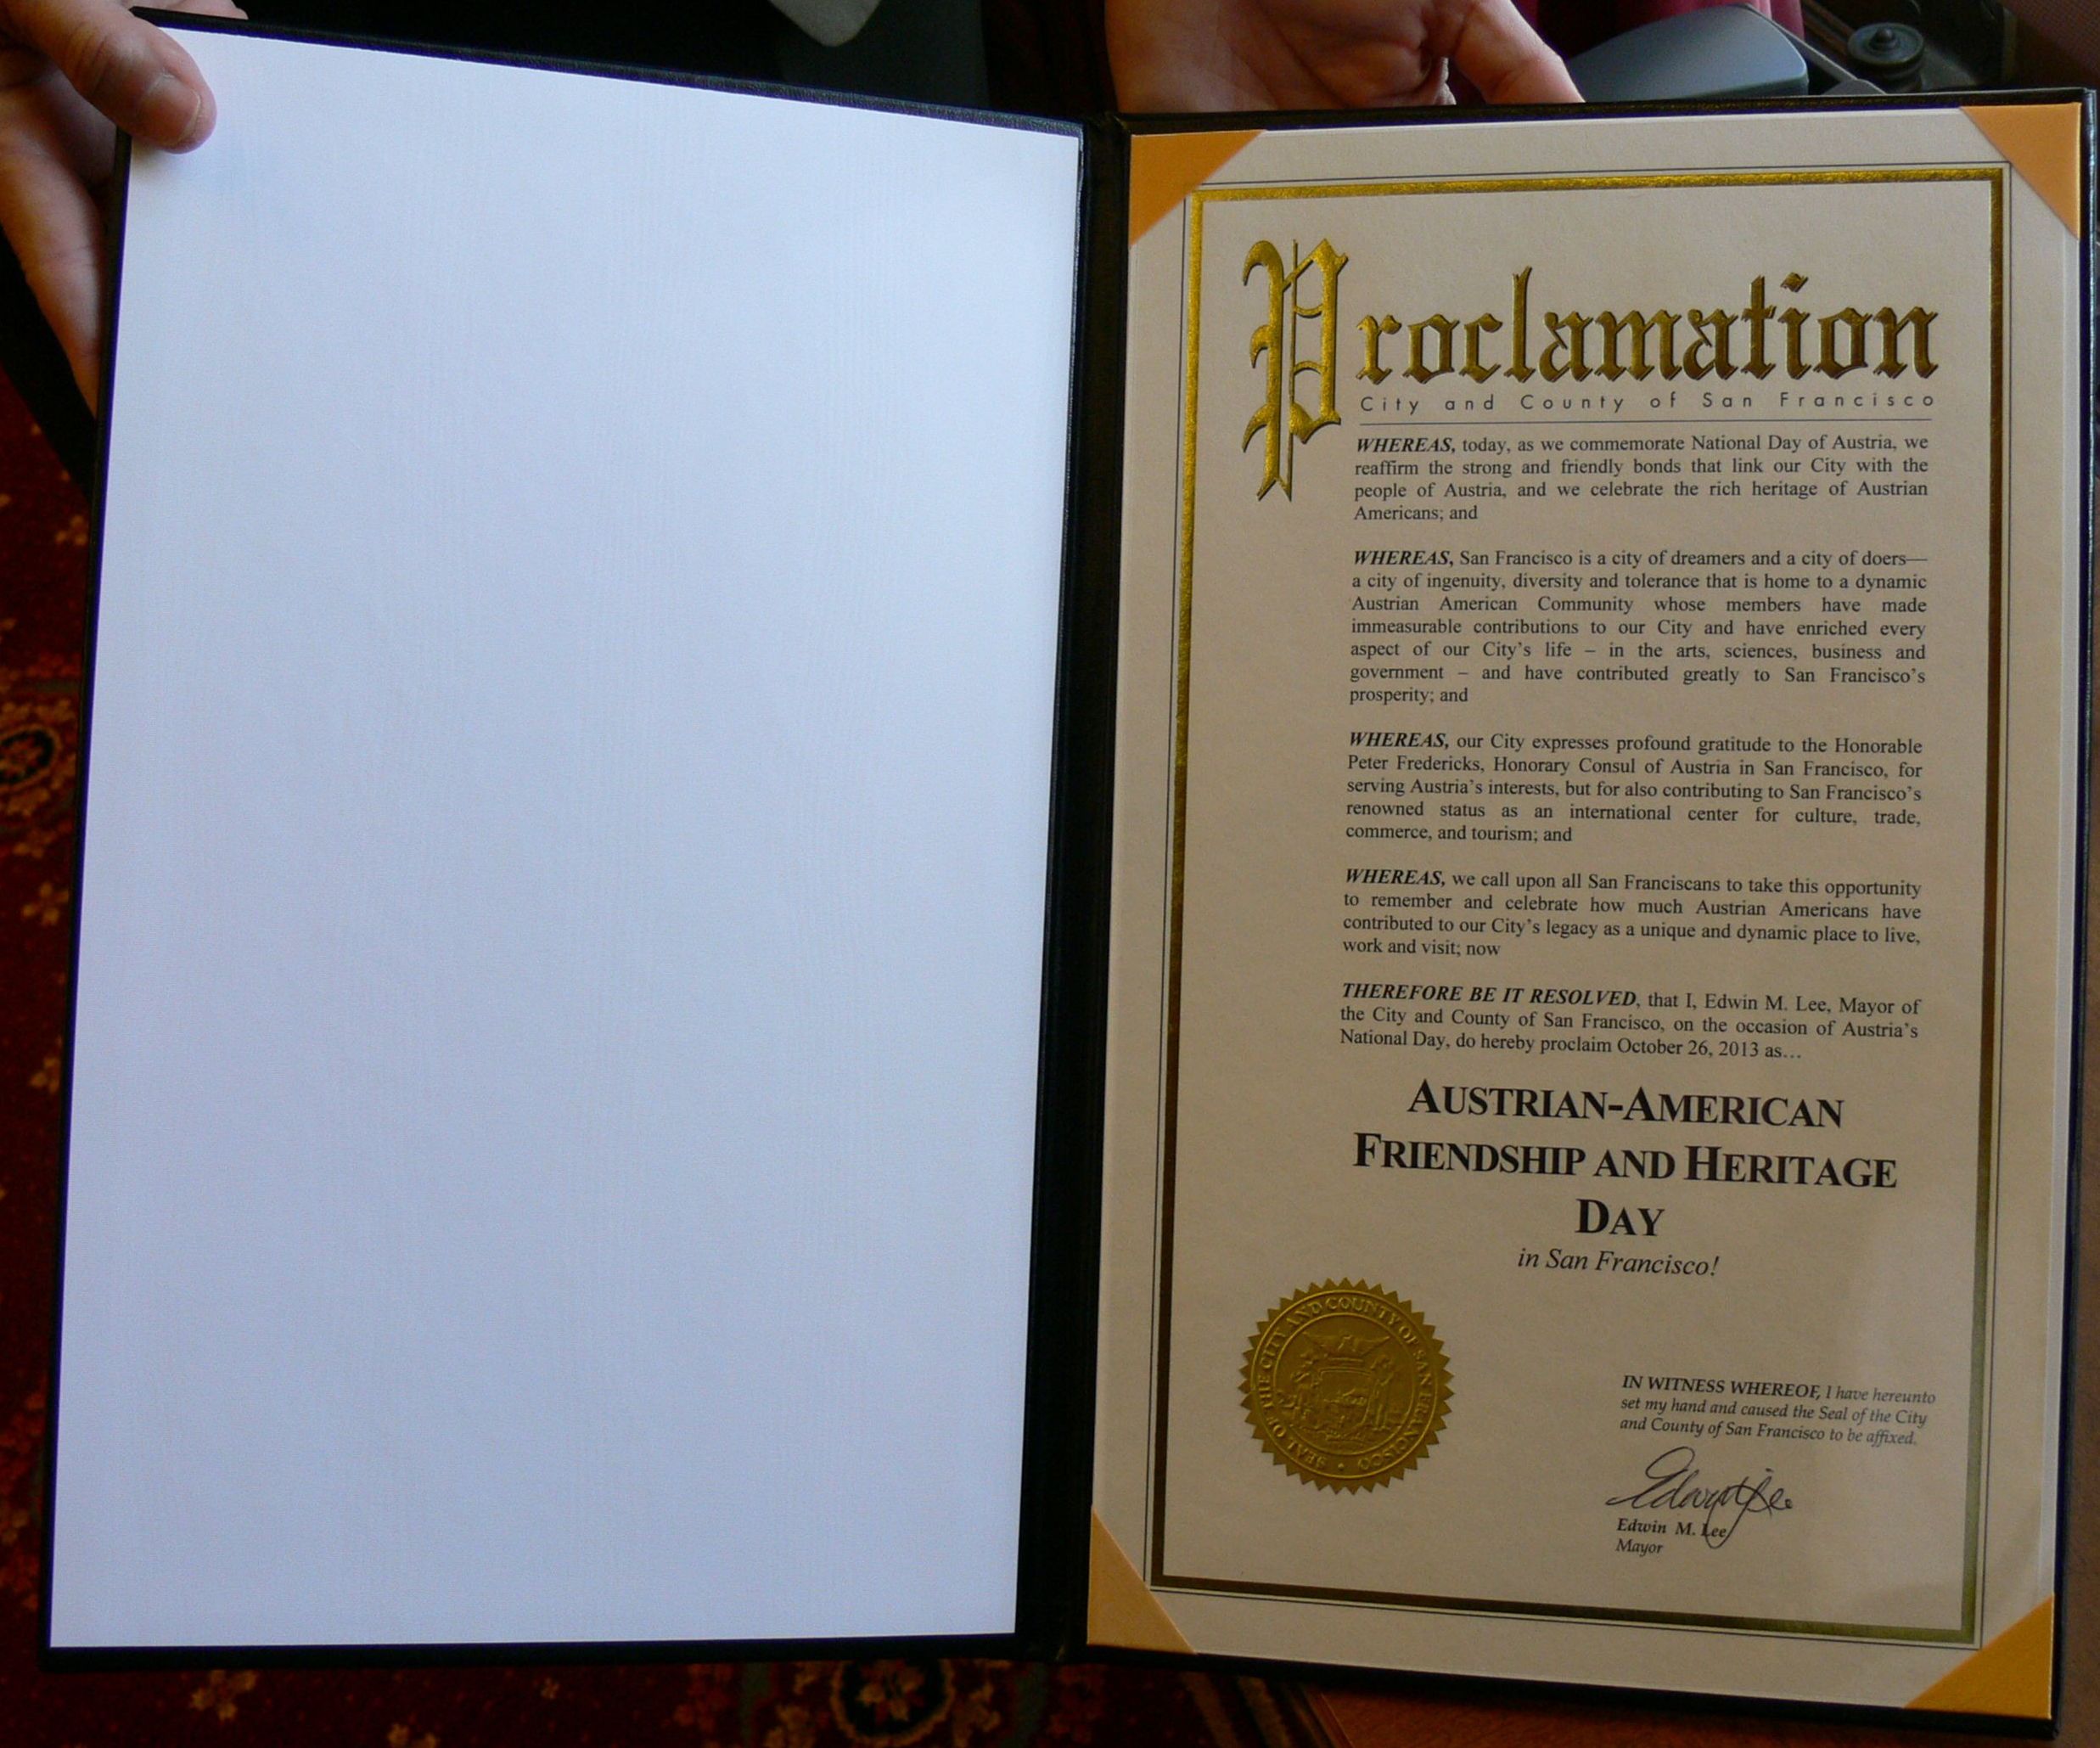 Proclamation
City and County of San Francisco
WHEREAS, today, as we commemorate National Day of Austria, we
reaffirm the strong and friendly bonds that link our City with the
people of Austria, and we celebrate the rich heritage of Austrian
Americans; and
WHEREAS, San Francisco is a city of dreamers and a city of doers—
a city of ingenuity, diversity and tolerance that is home to a dynamic
Austrian American Community whose members have made
immeasurable contributions to our City and have enriched every
aspect of our City's life – in the arts, sciences, business and
government – and have contributed greatly to San Francisco's
prosperity; and
WHEREAS, our City expresses profound gratitude to the Honorable
Peter Fredericks, Honorary Consul of Austria in San Francisco, for
serving Austria's interests, but for also contributing to San Francisco's
renowned status as an international center for culture, trade,
commerce, and tourism; and
WHEREAS, we call upon all San Franciscans to take this opportunity
to remember and celebrate how much Austrian Americans have
contributed to our City's legacy as a unique and dynamic place to live,
work and visit; now
THEREFORE BE IT RESOLVED, that I, Edwin M. Lee, Mayor of
the City and County of San Francisco, on the occasion of Austria's
National Day, do hereby proclaim October 26, 2013 as…
AUSTRIAN-AMERICAN
FRIENDSHIP AND HERITAGE
DAY
in San Francisco!
SEAL OF THE CITY AND COUNTY OF SAN FRANCISCO
IN WITNESS WHEREOF, I have hereunto
set my hand and caused the Seal of the City
and County of San Francisco to be affixed.
Edwin M. Lee
Mayor